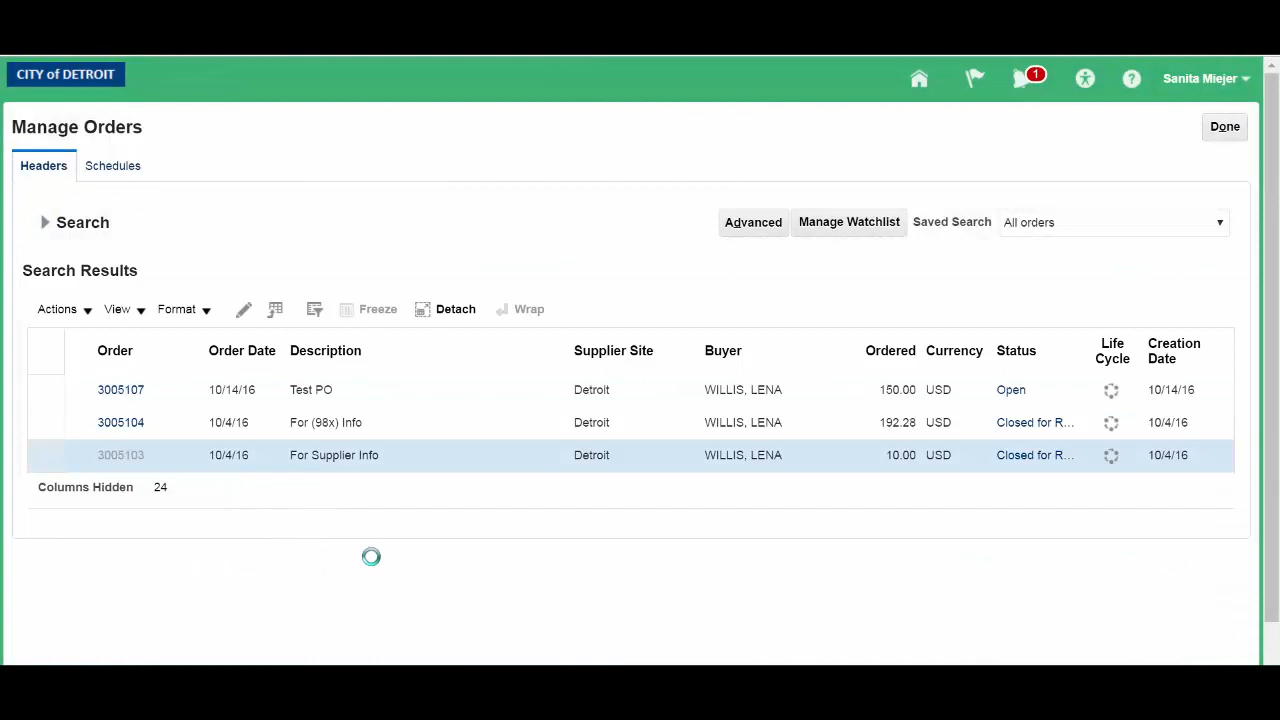 CITY of DETROIT
1
Sanita Miejer
Manage Orders
Done
Headers Schedules
Search
Advanced Manage Watchlist Saved Search All orders
Search Results
Actions View Format Freeze Detach Wrap
Order Order Date Description Supplier Site Buyer Ordered Currency Status Life Cycle Creation Date
3005107 10/14/16 Test PO Detroit WILLIS, LENA 150.00 USD Open 10/14/16
3005104 10/4/16 For (98x) Info Detroit WILLIS, LENA 192.28 USD Closed for R... 10/4/16
3005103 10/4/16 For Supplier Info Detroit WILLIS, LENA 10.00 USD Closed for R... 10/4/16
Columns Hidden 24